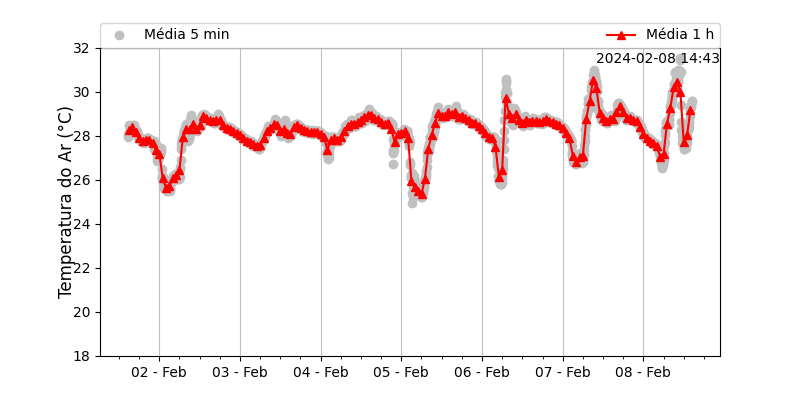 Média 5 min
Média 1 h
2024-02-08 14:43
Temperatura do Ar (°C)
32
30
28
26
24
22
20
18
02 - Feb
03 - Feb
04 - Feb
05 - Feb
06 - Feb
07 - Feb
08 - Feb